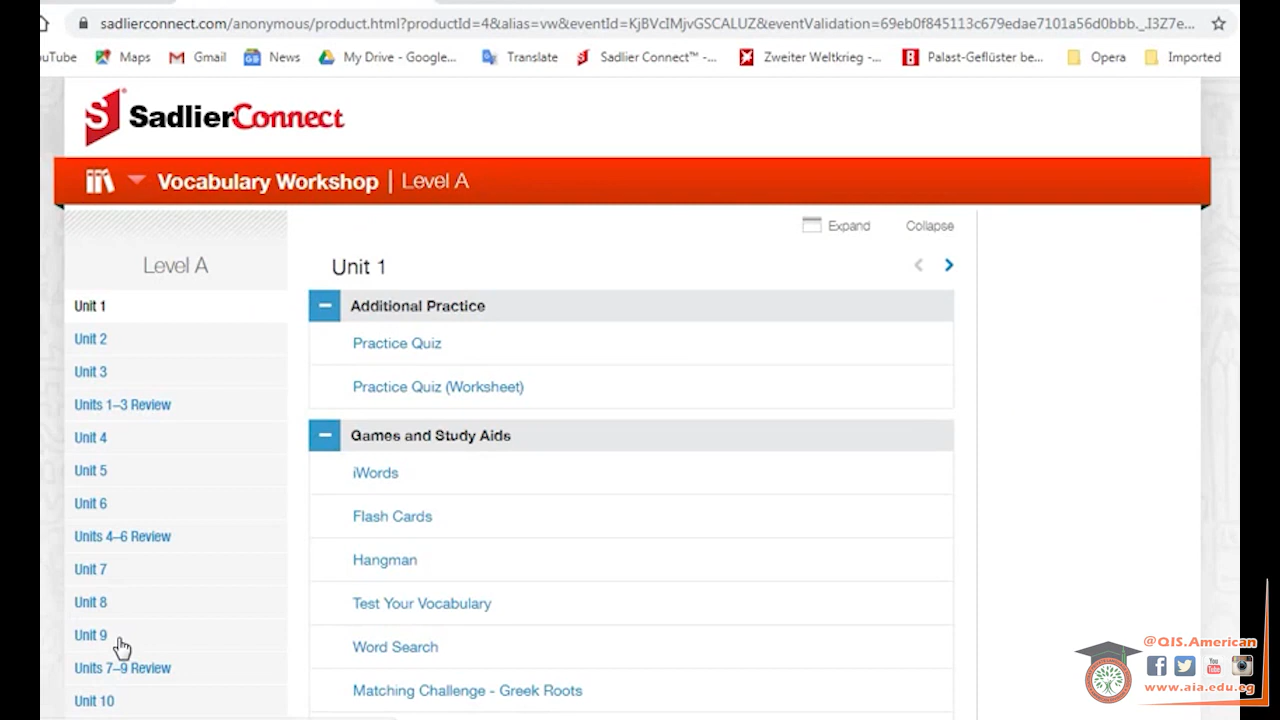 sadlierconnect.com/anonymous/product.html?productId=4&alias=vw&eventId=KjBVcIMjvGSCALUZ&eventValidation=69eb0f845113c679edae7101a56d0bbb._I3Z7e...
uTube Maps Gmail News My Drive - Google... Translate Sadlier Connect™ -... Zweiter Weltkrieg -... Palast-Geflüster be... Opera Imported
S SadlierConnect
Vocabulary Workshop | Level A
Expand Collapse
Level A
Unit 1
Unit 2
Unit 3
Units 1–3 Review
Unit 4
Unit 5
Unit 6
Units 4–6 Review
Unit 7
Unit 8
Unit 9
Units 7–9 Review
Unit 10
Unit 1
Additional Practice
Practice Quiz
Practice Quiz (Worksheet)
Games and Study Aids
iWords
Flash Cards
Hangman
Test Your Vocabulary
Word Search
Matching Challenge - Greek Roots
@QIS.American
www.aia.edu.eg